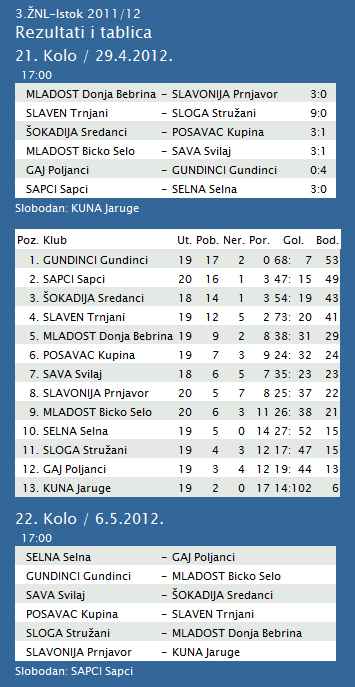 3.ŽNL-Istok 2011/12
Rezultati i tablica
21. Kolo / 29.4.2012.
17:00
MLADOST Donja Bebrina - SLAVONIJA Prnjavor 3:0
SLAVEN Trnjani - SLOGA Stružani 9:0
ŠOKADIJA Sredanci - POSAVAC Kupina 3:1
MLADOST Bicko Selo - SAVA Svilaj 3:1
GAJ Poljanci - GUNDINCI Gundinci 0:4
SAPCI Sapci - SELNA Selna 3:0
Slobodan: KUNA Jaruge
Poz. Klub Ut. Pob. Ner. Por. Gol. Bod.
1. GUNDINCI Gundinci 19 17 2 0 68: 7 53
2. SAPCI Sapci 20 16 1 3 47: 15 49
3. ŠOKADIJA Sredanci 18 14 1 3 54: 19 43
4. SLAVEN Trnjani 19 12 5 2 73: 20 41
5. MLADOST Donja Bebrina 19 9 2 8 38: 31 29
6. POSAVAC Kupina 19 7 3 9 24: 32 24
7. SAVA Svilaj 18 6 5 7 35: 23 23
8. SLAVONIJA Prnjavor 20 5 7 8 25: 37 22
9. MLADOST Bicko Selo 20 6 3 11 26: 38 21
10. SELNA Selna 19 5 0 14 27: 52 15
11. SLOGA Stružani 19 4 3 12 17: 47 15
12. GAJ Poljanci 19 3 4 12 19: 44 13
13. KUNA Jaruge 19 2 0 17 14:102 6
22. Kolo / 6.5.2012.
17:00
SELNA Selna - GAJ Poljanci
GUNDINCI Gundinci - MLADOST Bicko Selo
SAVA Svilaj - ŠOKADIJA Sredanci
POSAVAC Kupina - SLAVEN Trnjani
SLOGA Stružani - MLADOST Donja Bebrina
SLAVONIJA Prnjavor - KUNA Jaruge
Slobodan: SAPCI Sapci